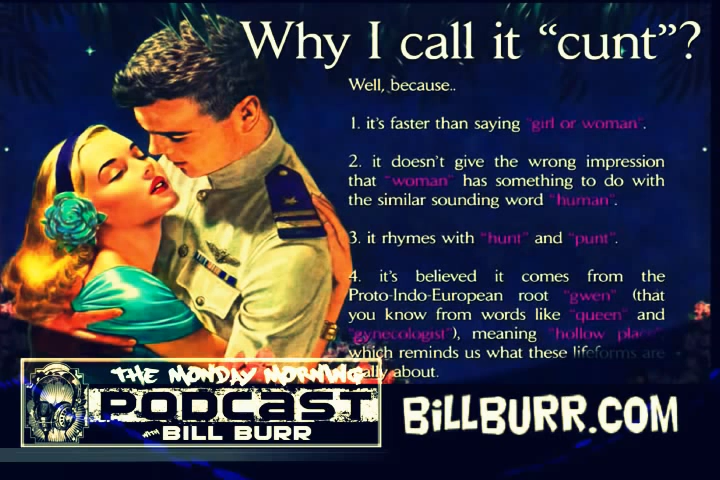 Why I call it “cunt”?
Well, because..
1. it's faster than saying "girl or woman".
2. it doesn't give the wrong impression
that "woman" has something to do with
the similar sounding word "human".
3. it rhymes with "hunt" and "punt".
4. it's believed it comes from the
Proto-Indo-European root "gwen" (that
you know from words like "queen" and
"gynecologist"), meaning "hollow place"
which reminds us what these lifeforms are
really about.
THE MONDAY MORNING
PODCAST
WITH BILL BURR
BILLBURR.COM